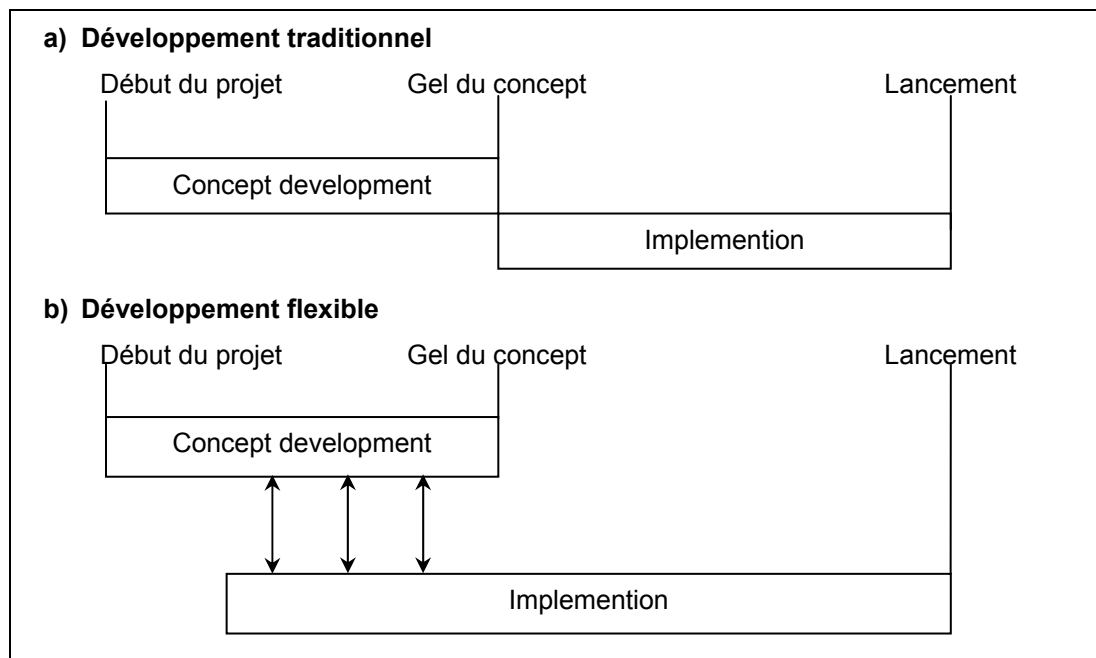 a) Développement traditionnel
Début du projet Gel du concept Lancement
Concept development
Implemention
b) Développement flexible
Début du projet Gel du concept Lancement
Concept development
Implemention